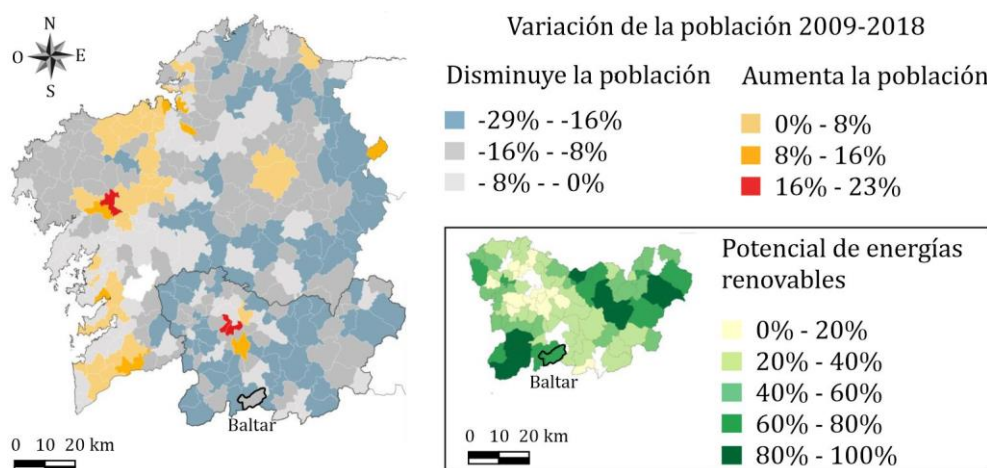 N
O E
S
Baltar
0 10 20 km
Variación de la población 2009-2018
Disminuye la población
-29% - -16%
-16% - -8%
- 8% - - 0%
Aumenta la población
0% - 8%
8% - 16%
16% - 23%
Baltar
0 10 20 km
Potencial de energías
renovables
0% - 20%
20% - 40%
40% - 60%
60% - 80%
80% - 100%